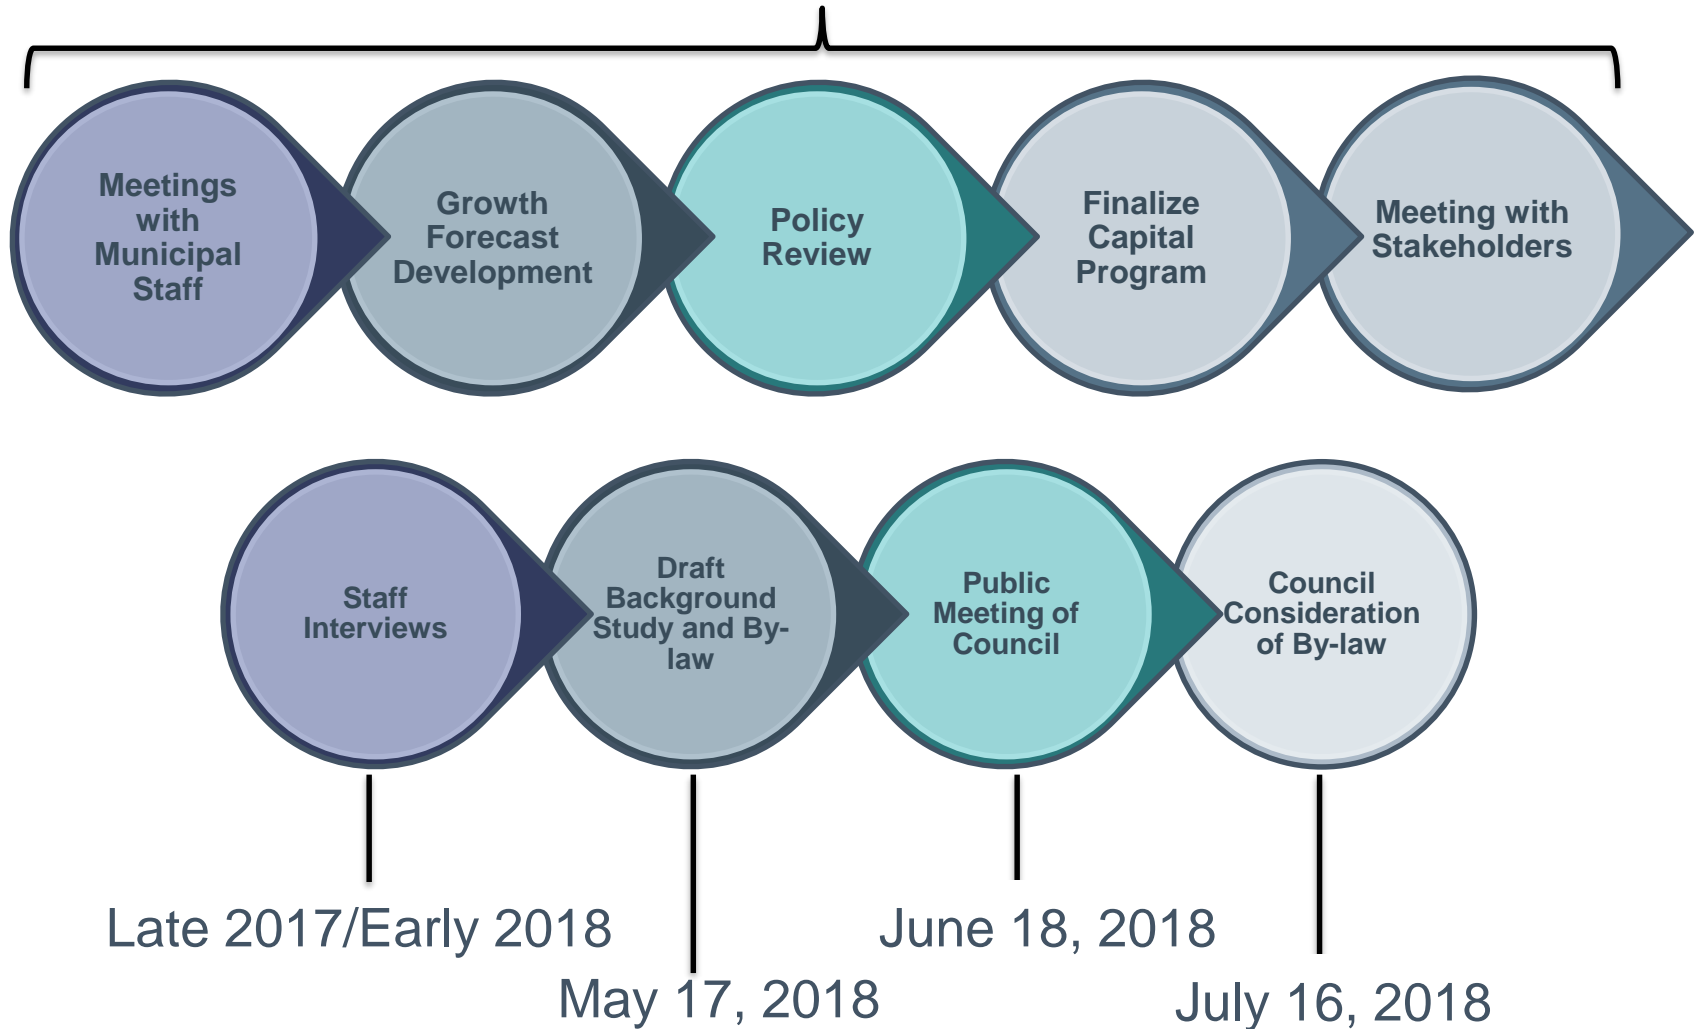 Meetings
with
Municipal
Staff
Growth
Forecast
Development
Policy
Review
Finalize
Capital
Program
Meeting with
Stakeholders
Staff
Interviews
Draft
Background
Study and By-
law
Public
Meeting of
Council
Council
Consideration
of By-law
Late 2017/Early 2018
May 17, 2018
June 18, 2018
July 16, 2018